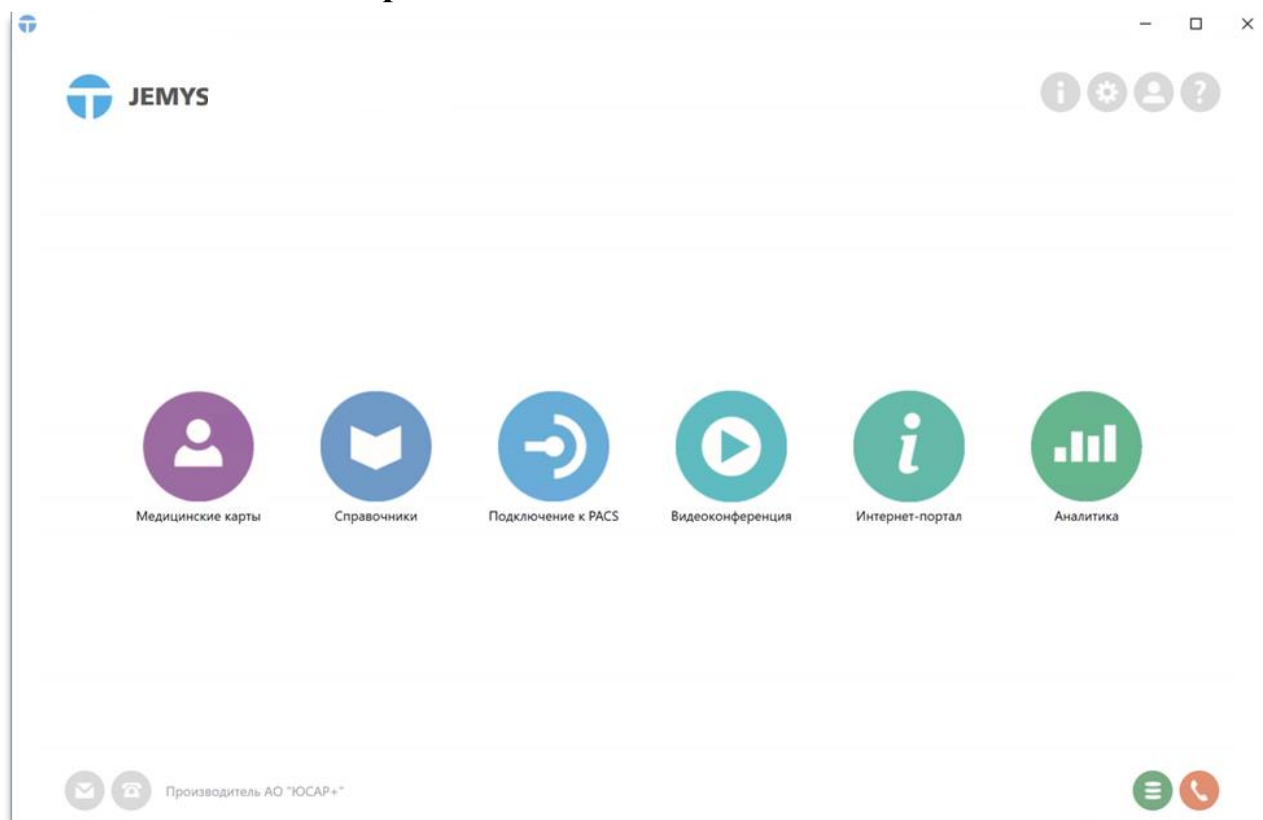 JEMYS
Медицинские карты
Справочники
Подключение к PACS
Видеоконференция
Интернет-портал
Аналитика
Производитель АО "ЮСАР+"